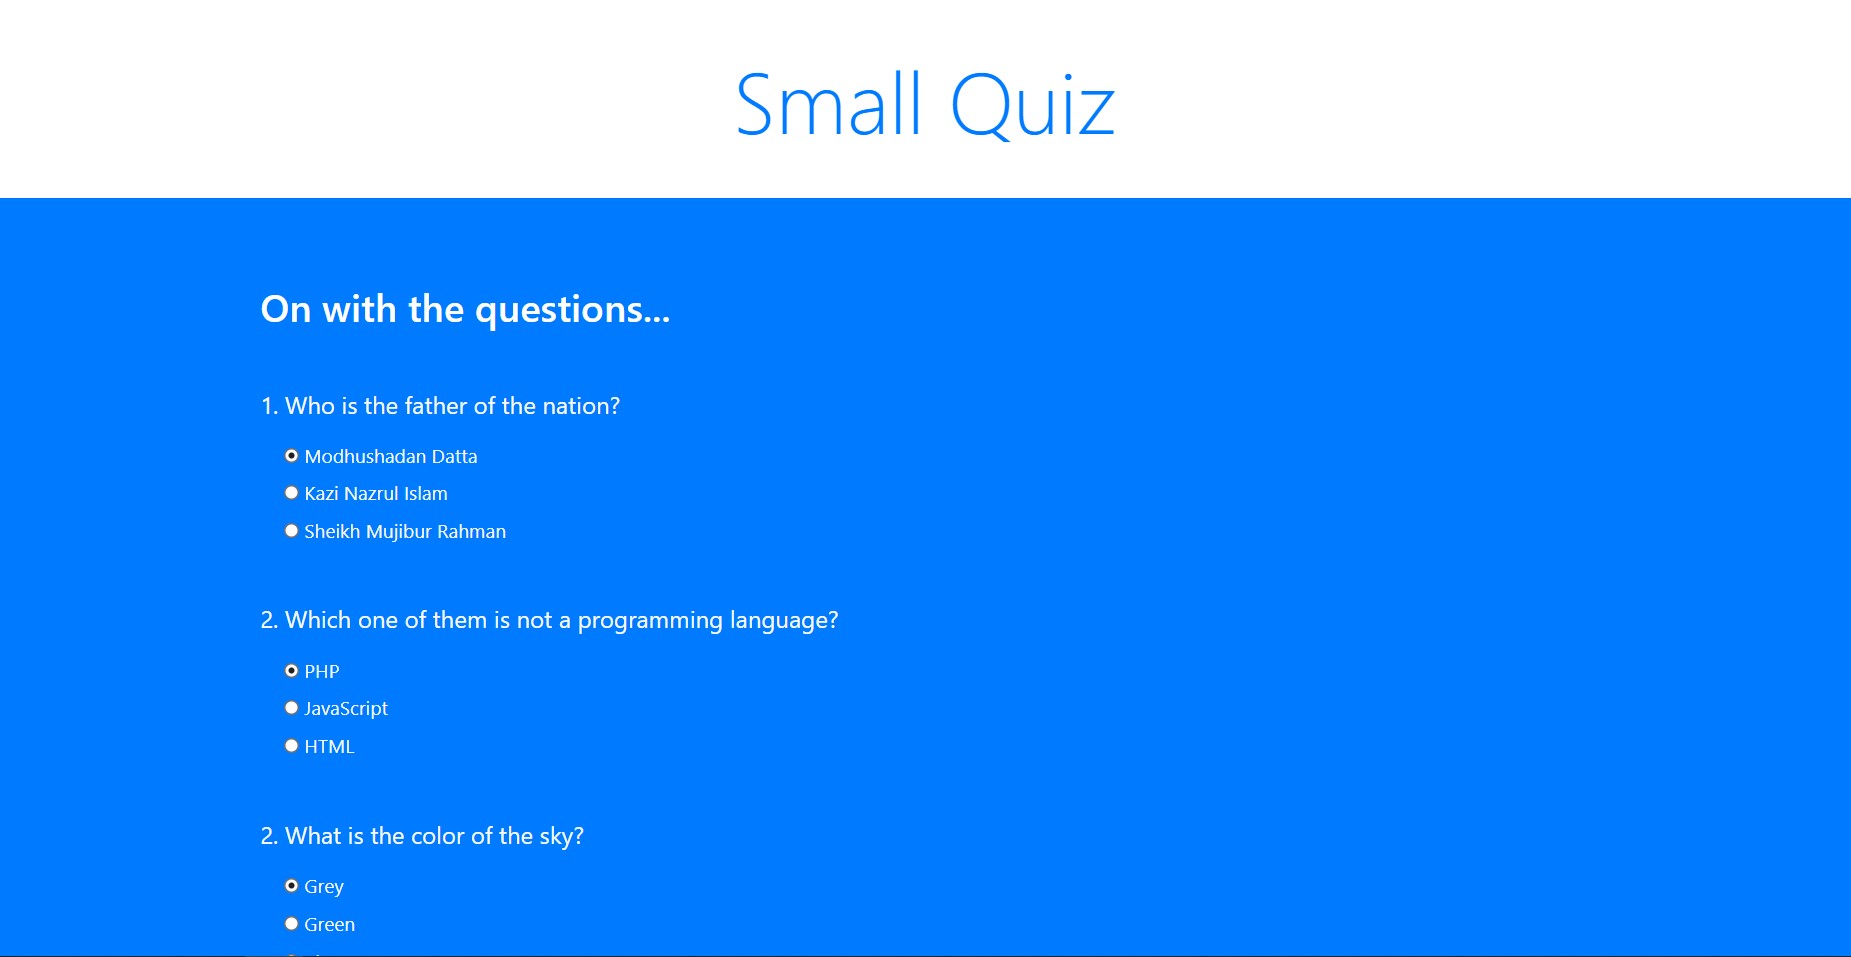 Small Quiz
On with the questions...
1. Who is the father of the nation?
Modhushadan Datta
Kazi Nazrul Islam
Sheikh Mujibur Rahman
2. Which one of them is not a programming language?
PHP
JavaScript
HTML
2. What is the color of the sky?
Grey
Green